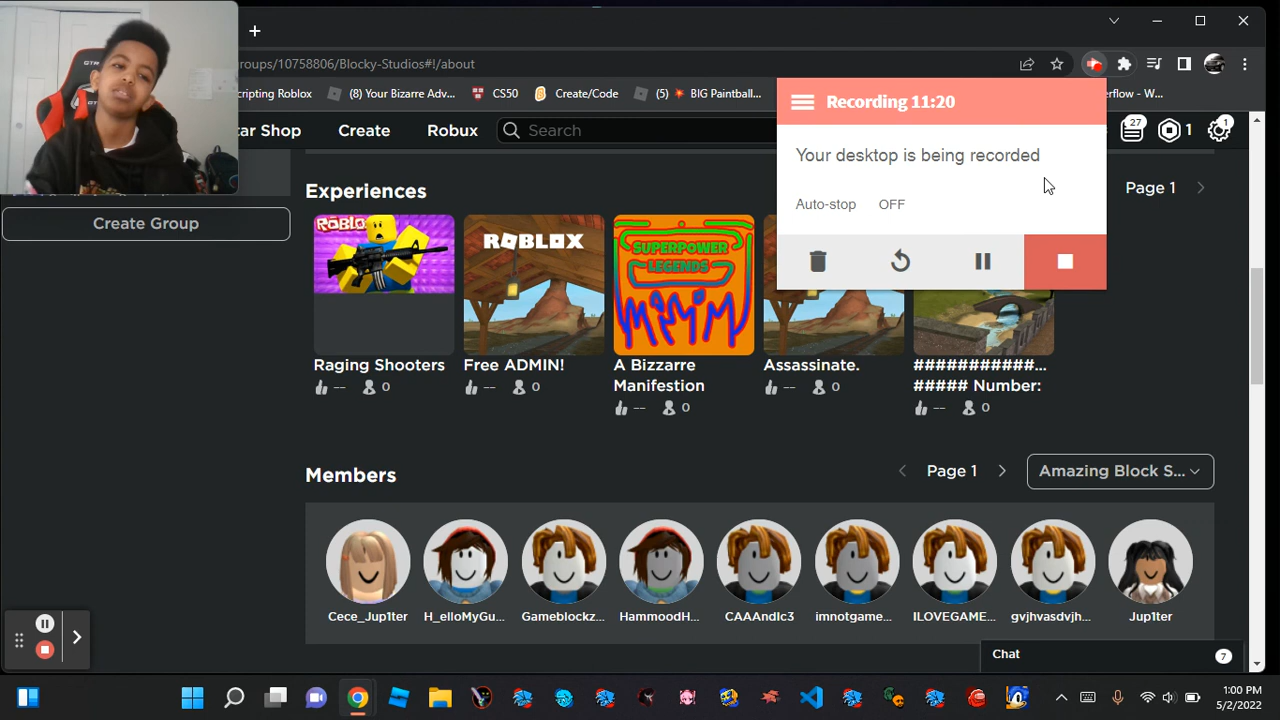 roups/10758806/Blocky-Studios#!/about
cripting Roblox
(8) Your Bizarre Adv...
CS50
Create/Code
(5) 💥 BIG Paintball...
erflow - W...
Recording 11:20
Your desktop is being recorded
Auto-stop OFF
tar Shop
Create
Robux
Search
27
1
1
Create Group
Experiences
Page 1
ROBLOX
SUPERPOWER
LEGENDS
Raging Shooters
-- 0
Free ADMIN!
-- 0
A Bizzarre
Manifestion
-- 0
Assassinate.
-- 0
###########...
##### Number:
-- 0
Members
Page 1
Amazing Block S...
Cece_Jup1ter
H_elloMyGu...
Gameblockz...
HammoodH...
CAAAndIc3
imnotgame...
ILOVEGAME...
gvjhvasdvjh...
Jup1ter
Chat
7
1:00 PM
5/2/2022